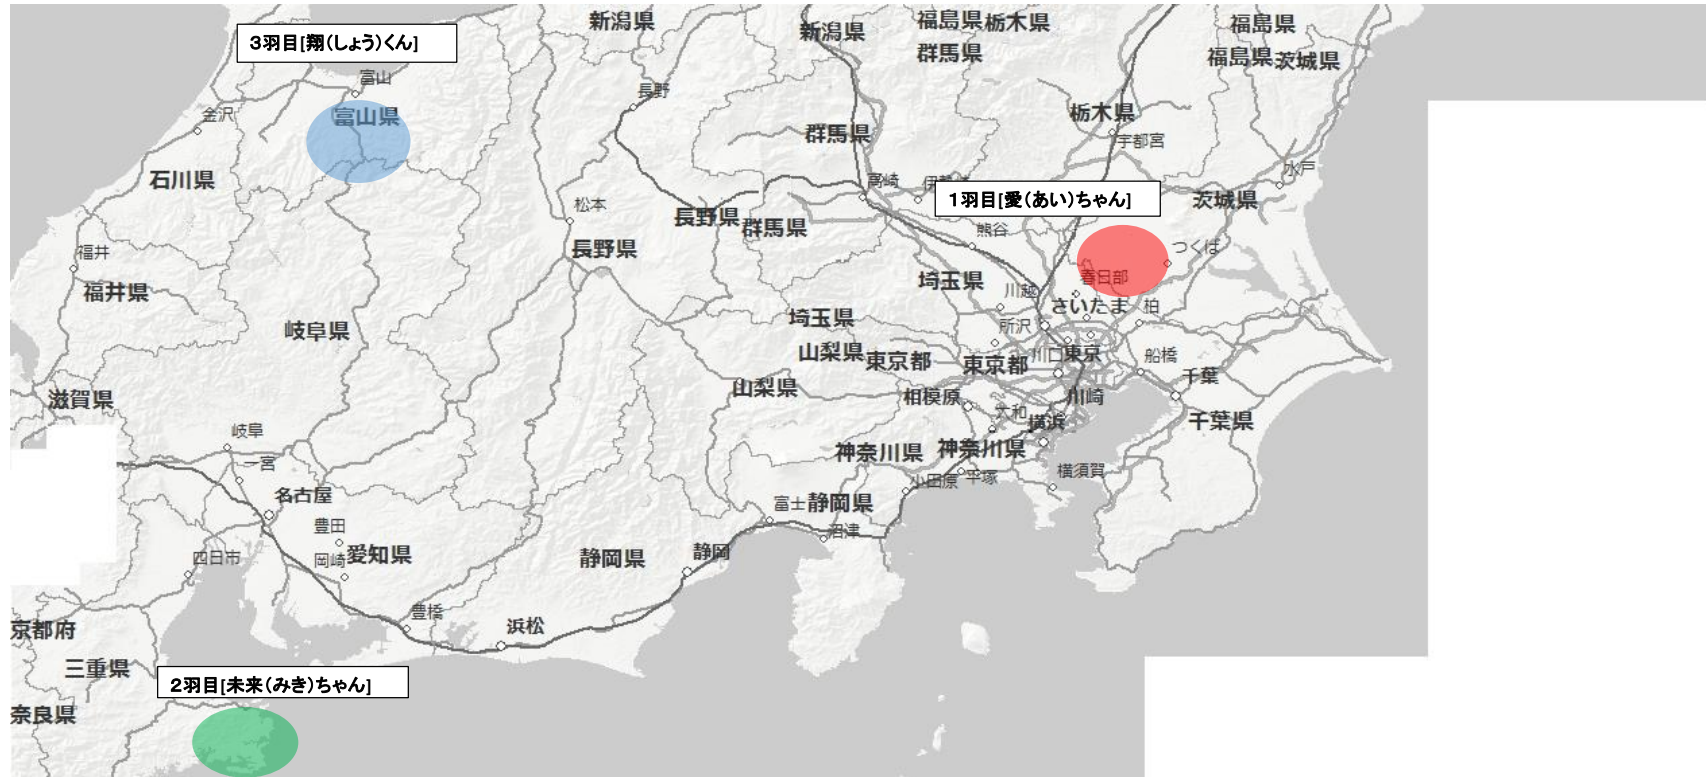 新潟県
新潟県
福島県
栃木県
福島県
3羽目[翔(しょう)くん]
群馬県
福島県
茨城県
富山
長野
金沢
富山県
栃木県
群馬県
宇都宮
水戸
石川県
高崎
1羽目[愛(あい)ちゃん]
茨城県
松本
長野県
群馬県
熊谷
福井
長野県
つくば
春日部
埼玉県
福井県
川越
さいたま
柏
岐阜県
埼玉県
所沢
山梨県
東京都
東京都
川口
東京
船橋
千葉
滋賀県
山梨県
相模原
川崎
大和
横浜
千葉県
岐阜
神奈川県
神奈川県
一宮
横須賀
小田原
平塚
名古屋
富士
静岡県
豊田
沼津
四日市
岡崎
愛知県
静岡県
静岡
豊橋
浜松
京都府
三重県
2羽目[未来(みき)ちゃん]
奈良県